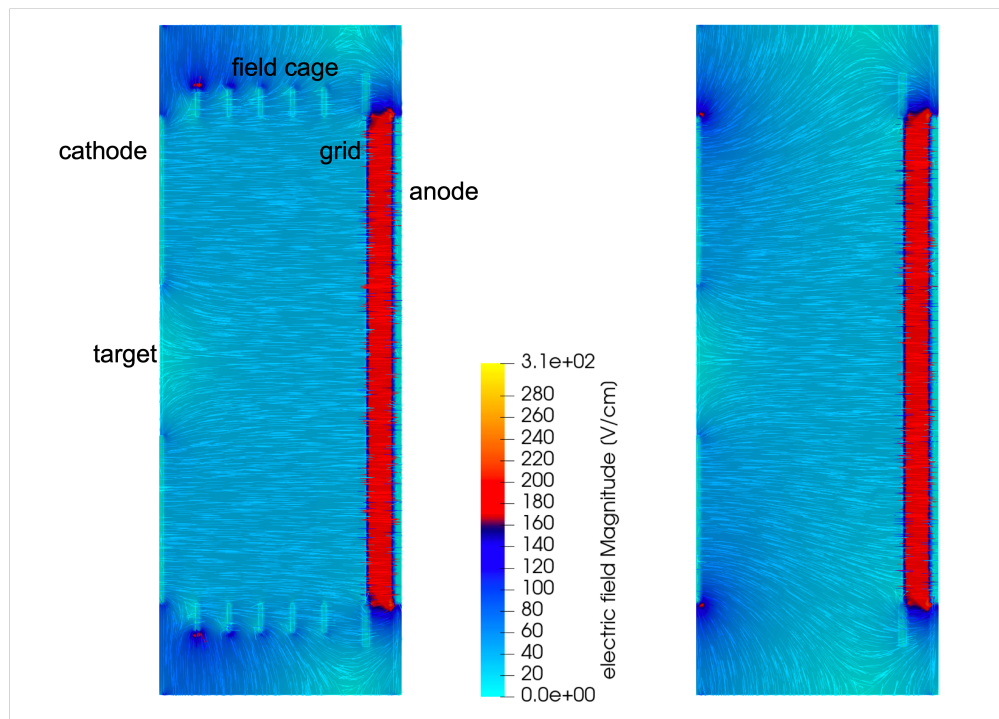 field cage
cathode
grid
anode
target
3.1e+02
280
260
240
220
200
180
160
140
120
100
80
60
40
20
0.0e+00
electric field Magnitude (V/cm)